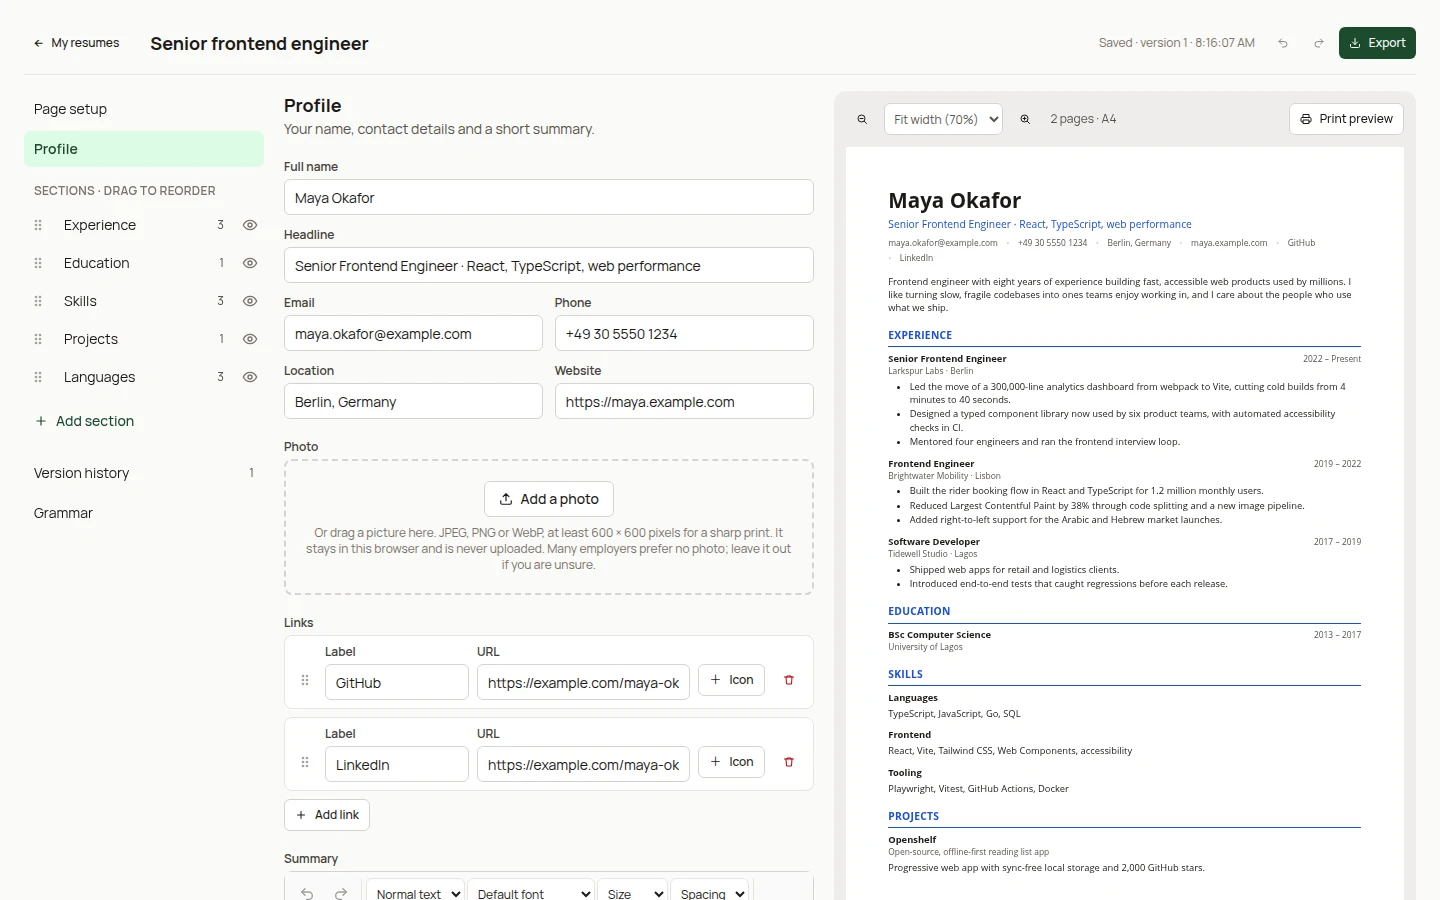 My resumes
Senior frontend engineer
Saved · version 1 · 8:16:07 AM
Export
Page setup
Profile
SECTIONS · DRAG TO REORDER
Experience 3
Education 1
Skills 3
Projects 1
Languages 3
Add section
Version history 1
Grammar
Profile
Your name, contact details and a short summary.
Full name
Maya Okafor
Headline
Senior Frontend Engineer · React, TypeScript, web performance
Email Phone
maya.okafor@example.com +49 30 5550 1234
Location Website
Berlin, Germany https://maya.example.com
Photo
Add a photo
Or drag a picture here. JPEG, PNG or WebP, at least 600 × 600 pixels for a sharp print. It
stays in this browser and is never uploaded. Many employers prefer no photo; leave it out
if you are unsure.
Links
Label URL
GitHub https://example.com/maya-ok Icon
Label URL
LinkedIn https://example.com/maya-ok Icon
Add link
Summary
Normal text Default font Size Spacing
Fit width (70%) 2 pages · A4 Print preview
Maya Okafor
Senior Frontend Engineer · React, TypeScript, web performance
maya.okafor@example.com · +49 30 5550 1234 · Berlin, Germany · maya.example.com · GitHub
· LinkedIn
Frontend engineer with eight years of experience building fast, accessible web products used by millions. I
like turning slow, fragile codebases into ones teams enjoy working in, and I care about the people who use
what we ship.
EXPERIENCE
Senior Frontend Engineer 2022 – Present
Larkspur Labs · Berlin
• Led the move of a 300,000-line analytics dashboard from webpack to Vite, cutting cold builds from 4
minutes to 40 seconds.
• Designed a typed component library now used by six product teams, with automated accessibility
checks in CI.
• Mentored four engineers and ran the frontend interview loop.
Frontend Engineer 2019 – 2022
Brightwater Mobility · Lisbon
• Built the rider booking flow in React and TypeScript for 1.2 million monthly users.
• Reduced Largest Contentful Paint by 38% through code splitting and a new image pipeline.
• Added right-to-left support for the Arabic and Hebrew market launches.
Software Developer 2017 – 2019
Tidewell Studio · Lagos
• Shipped web apps for retail and logistics clients.
• Introduced end-to-end tests that caught regressions before each release.
EDUCATION
BSc Computer Science 2013 – 2017
University of Lagos
SKILLS
Languages
TypeScript, JavaScript, Go, SQL
Frontend
React, Vite, Tailwind CSS, Web Components, accessibility
Tooling
Playwright, Vitest, GitHub Actions, Docker
PROJECTS
Openshelf
Open-source, offline-first reading list app
Progressive web app with sync-free local storage and 2,000 GitHub stars.